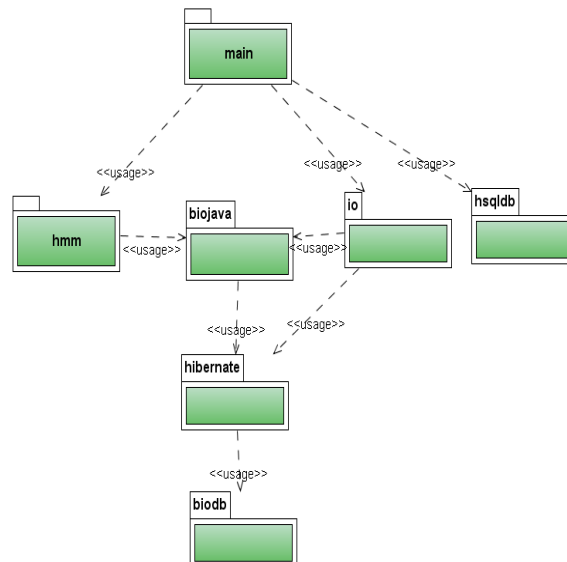 main
<<usage>>
<<usage>>
<<usage>>
hmm
biojava
io
hsqldb
<<usage>>
<<usage>>
<<usage>>
<<usage>>
hibernate
<<usage>>
biodb